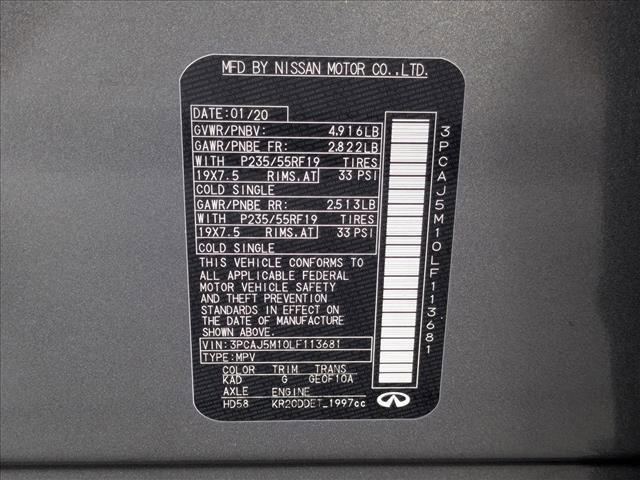 MFD BY NISSAN MOTOR CO.,LTD.
DATE:01/20
GVWR/PNBV: 4.916LB
GAWR/PNBE FR: 2.822LB
WITH P235/55RF19 TIRES
19X7.5 RIMS.AT 33 PSI
COLD SINGLE
GAWR/PNBE RR: 2.513LB
WITH P235/55RF19 TIRES
19X7.5 RIMS.AT 33 PSI
COLD SINGLE
THIS VEHICLE CONFORMS TO
ALL APPLICABLE FEDERAL
MOTOR VEHICLE SAFETY
AND THEFT PREVENTION
STANDARDS IN EFFECT ON
THE DATE OF MANUFACTURE
SHOWN ABOVE.
VIN:3PCAJ5M10LF113681
TYPE:MPV
COLOR TRIM TRANS
KAD G GE0F10A
AXLE ENGINE
HD58 KR20DDET_1997cc
3PCAJ5M10LF113681